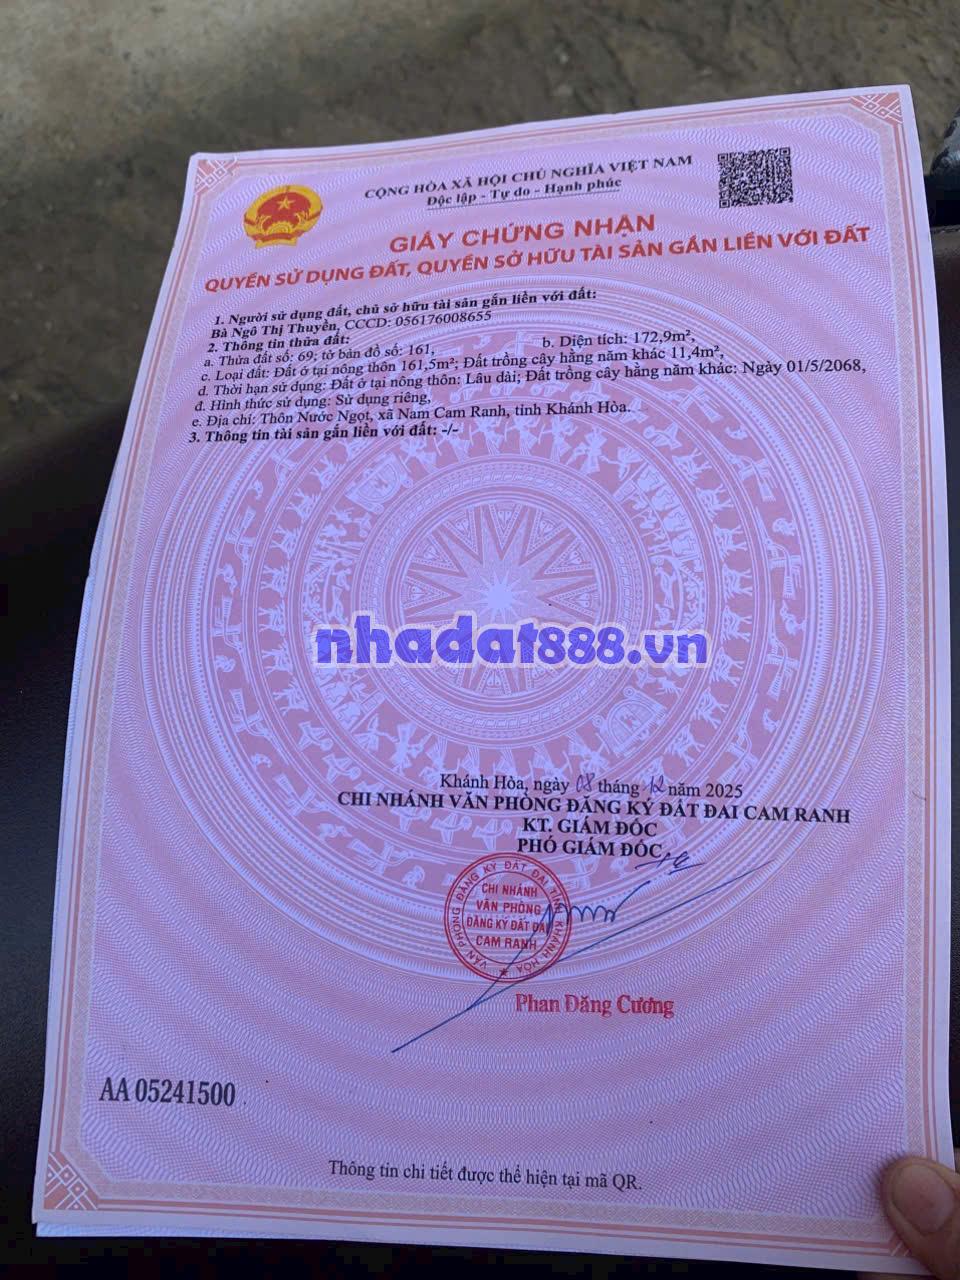 CỘNG HÒA XÃ HỘI CHỦ NGHĨA VIỆT NAM
Độc lập - Tự do - Hạnh phúc
GIẤY CHỨNG NHẬN
QUYỀN SỬ DỤNG ĐẤT, QUYỀN SỞ HỮU TÀI SẢN GẮN LIỀN VỚI ĐẤT
1. Người sử dụng đất, chủ sở hữu tài sản gắn liền với đất:
Bà Ngô Thị Thuyền, CCCD: 056176008655
2. Thông tin thửa đất:
a. Thửa đất số: 69; tờ bản đồ số: 161, b. Diện tích: 172,9m²,
c. Loại đất: Đất ở tại nông thôn 161,5m²; Đất trồng cây hằng năm khác 11,4m²,
d. Thời hạn sử dụng: Đất ở tại nông thôn: Lâu dài; Đất trồng cây hằng năm khác: Ngày 01/5/2068,
đ. Hình thức sử dụng: Sử dụng riêng,
e. Địa chỉ: Thôn Nước Ngọt, xã Nam Cam Ranh, tỉnh Khánh Hòa.
3. Thông tin tài sản gắn liền với đất: -/-
nhadat888.vn
Khánh Hòa, ngày 08 tháng 12 năm 2025
CHI NHÁNH VĂN PHÒNG ĐĂNG KÝ ĐẤT ĐAI CAM RANH
KT. GIÁM ĐỐC
PHÓ GIÁM ĐỐC
VĂN PHÒNG ĐĂNG KÝ ĐẤT ĐAI TỈNH KHÁNH HÒA
CHI NHÁNH
VĂN PHÒNG
ĐĂNG KÝ ĐẤT ĐAI
CAM RANH
Phan Đăng Cương
AA 05241500
Thông tin chi tiết được thể hiện tại mã QR.